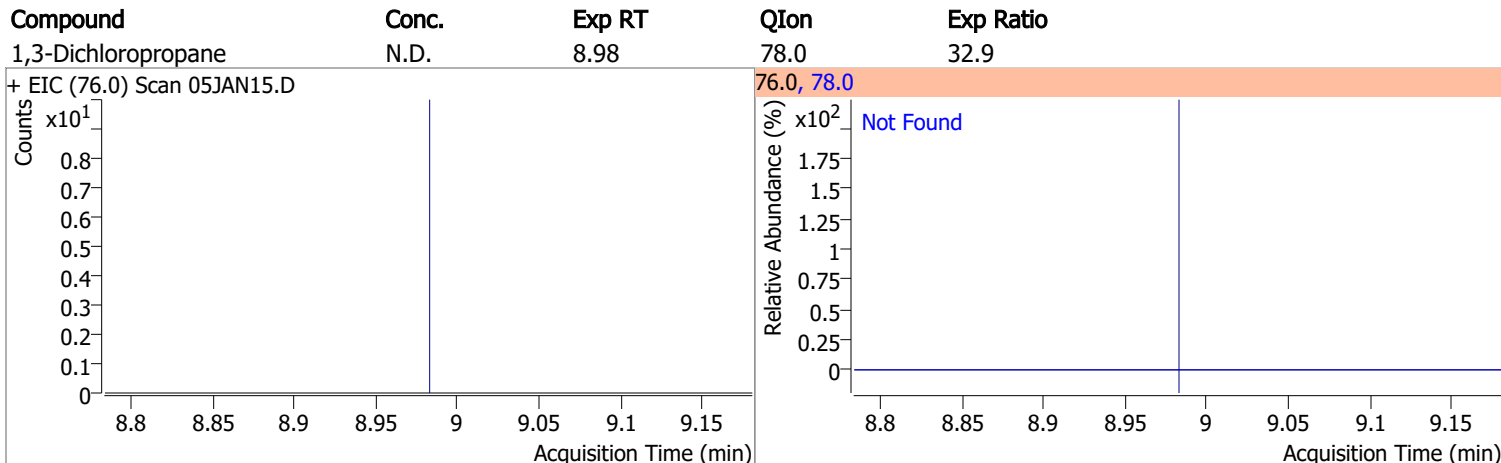 Compound Conc. Exp RT QIon Exp Ratio
1,3-Dichloropropane N.D. 8.98 78.0 32.9
+ EIC (76.0) Scan 05JAN15.D
Counts
x10¹
0.8
0.7
0.6
0.5
0.4
0.3
0.2
0.1
0
8.8 8.85 8.9 8.95 9 9.05 9.1 9.15
Acquisition Time (min)
76.0, 78.0
Relative Abundance (%)
x10²
Not Found
1.75
1.5
1.25
1
0.75
0.5
0.25
0
8.8 8.85 8.9 8.95 9 9.05 9.1 9.15
Acquisition Time (min)